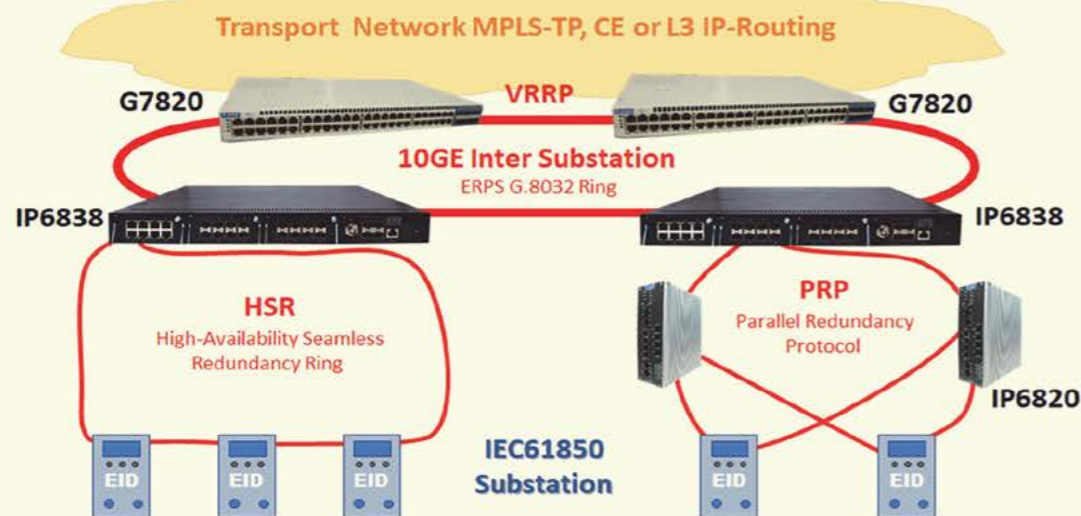 Transport Network MPLS-TP, CE or L3 IP-Routing
G7820
VRRP
G7820
10GE Inter Substation
ERPS G.8032 Ring
IP6838
IP6838
HSR
High-Availability Seamless
Redundancy Ring
PRP
Parallel Redundancy
Protocol
IP6820
IEC61850
Substation
EID
EID
EID
EID
EID